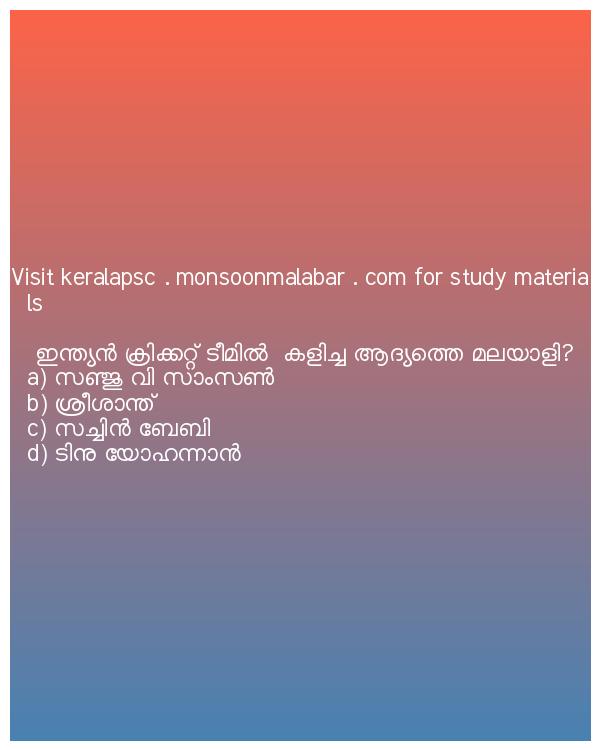 Visit keralapsc . monsoonmalabar . com for study materia
ls
ഇന്ത്യൻ ക്രിക്കറ്റ് ടീമിൽ  കളിച്ച ആദ്യത്തെ മലയാളി?
a) സഞ്ജു വി സാംസൺ
b) ശ്രീശാന്ത്
c) സച്ചിൻ ബേബി
d) ടിനു യോഹന്നാൻ